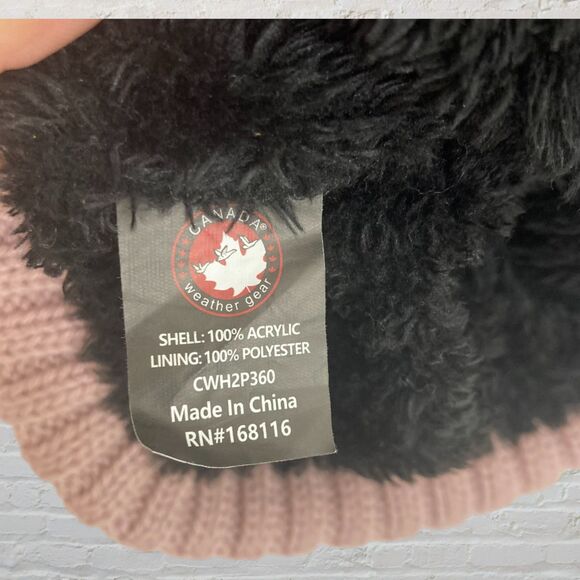 CANADA®
weather gear
SHELL: 100% ACRYLIC
LINING: 100% POLYESTER
CWH2P360
Made In China
RN#168116